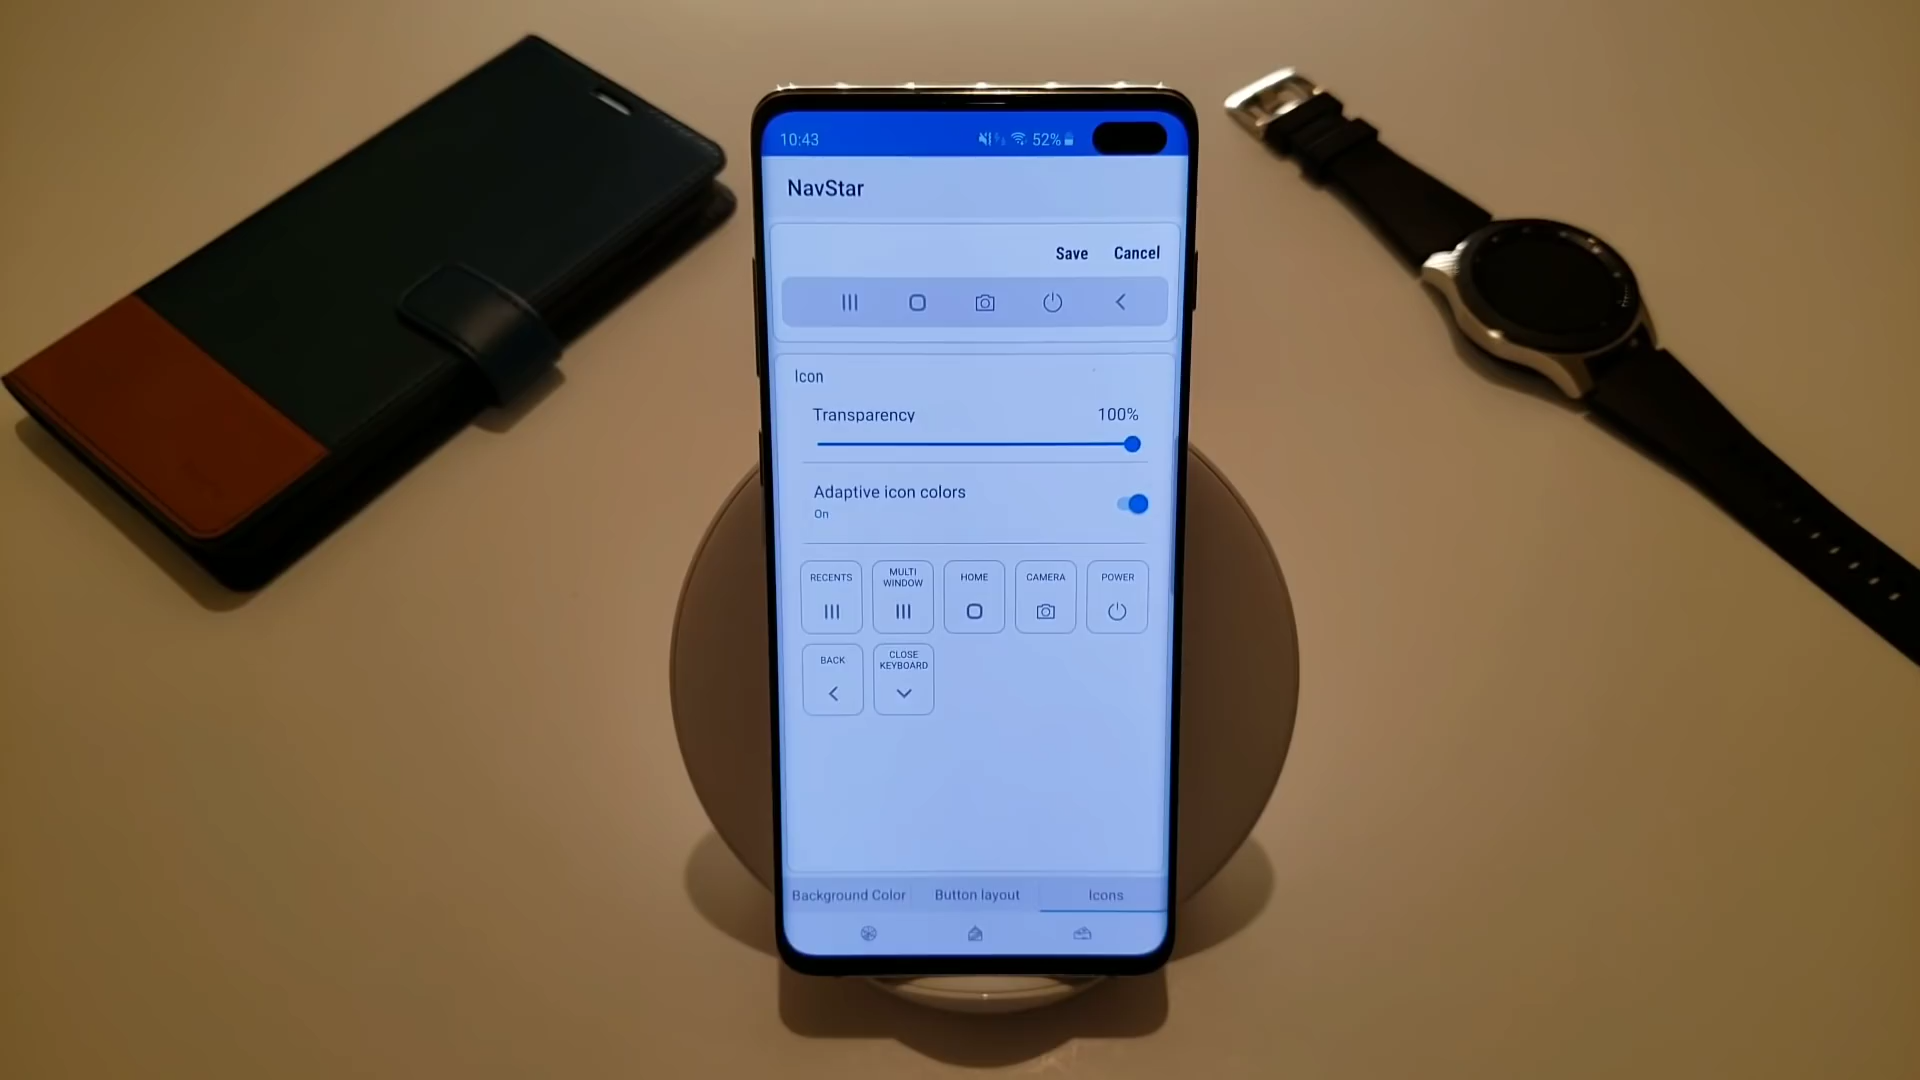 10:43 52%
NavStar
Save Cancel
Icon
Transparency 100%
Adaptive icon colors
On
RECENTS MULTI WINDOW HOME CAMERA POWER
BACK CLOSE KEYBOARD
Background Color Button layout Icons